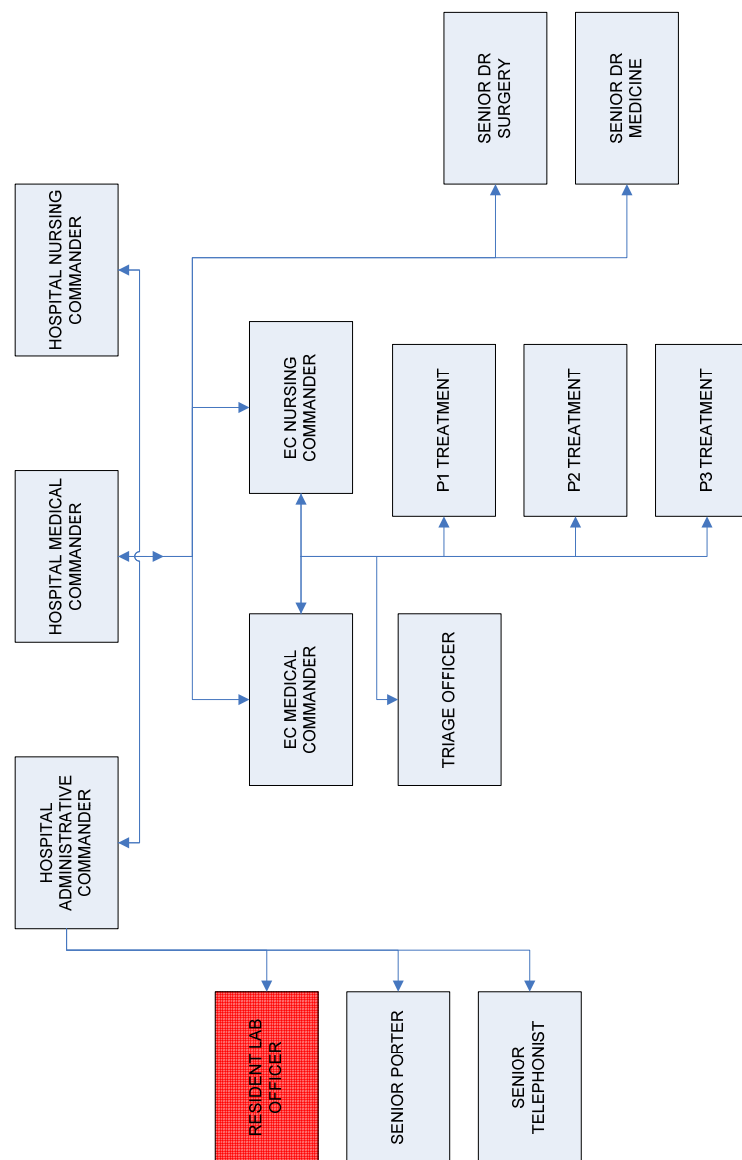 HOSPITAL
ADMINISTRATIVE
COMMANDER
HOSPITAL MEDICAL
COMMANDER
HOSPITAL NURSING
COMMANDER
RESIDENT LAB
OFFICER
SENIOR PORTER
SENIOR
TELEPHONIST
EC MEDICAL
COMMANDER
EC NURSING
COMMANDER
TRIAGE OFFICER
P1 TREATMENT
P2 TREATMENT
P3 TREATMENT
SENIOR DR
SURGERY
SENIOR DR
MEDICINE